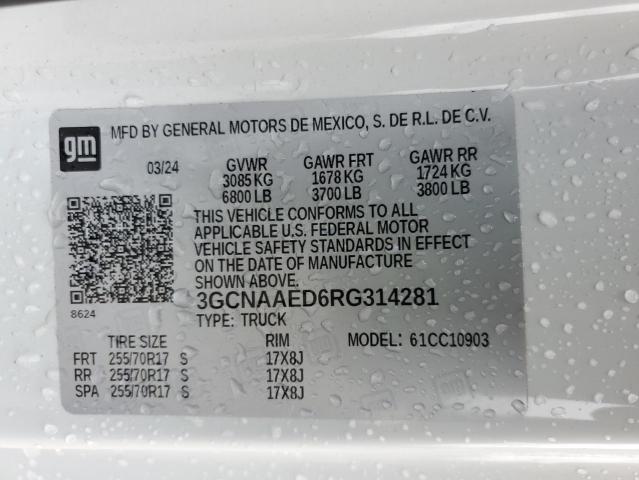 gm
MFD BY GENERAL MOTORS DE MEXICO, S. DE R.L. DE C.V.
03/24 GVWR GAWR FRT GAWR RR
3085 KG 1678 KG 1724 KG
6800 LB 3700 LB 3800 LB
THIS VEHICLE CONFORMS TO ALL
APPLICABLE U.S. FEDERAL MOTOR
VEHICLE SAFETY STANDARDS IN EFFECT
ON THE DATE OF MANUFACTURE
SHOWN ABOVE.
3GCNAAED6RG314281
8624
TYPE: TRUCK
TIRE SIZE RIM MODEL: 61CC10903
FRT 255/70R17 S 17X8J
RR 255/70R17 S 17X8J
SPA 255/70R17 S 17X8J